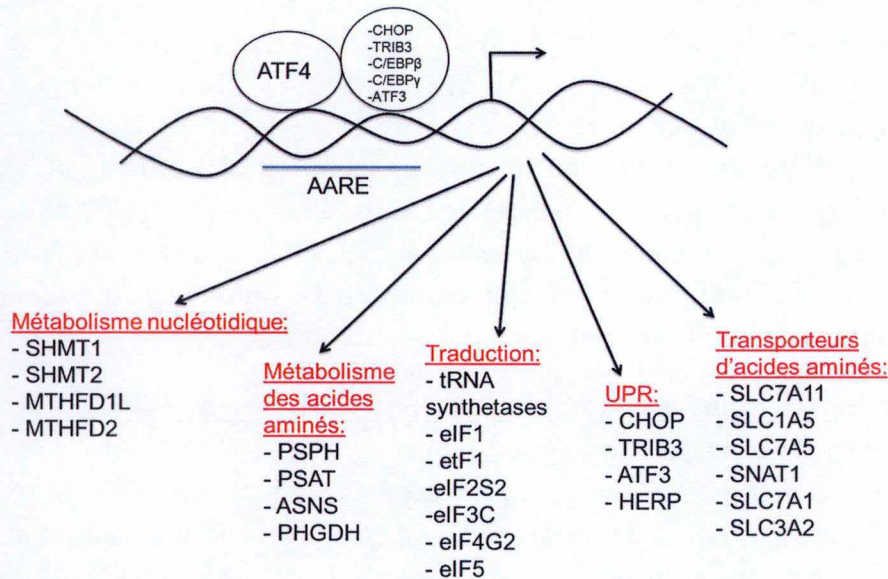 ATF4
-CHOP
-TRIB3
-C/EBPβ
-C/EBPγ
-ATF3
AARE
Métabolisme nucléotidique:
- SHMT1
- SHMT2
- MTHFD1L
- MTHFD2
Métabolisme
des acides
aminés:
- PSPH
- PSAT
- ASNS
- PHGDH
Traduction:
- tRNA
synthetases
- eIF1
- etF1
-eIF2S2
-eIF3C
- eIF4G2
- eIF5
UPR:
- CHOP
- TRIB3
- ATF3
- HERP
Transporteurs
d'acides aminés:
- SLC7A11
- SLC1A5
- SLC7A5
- SNAT1
- SLC7A1
- SLC3A2